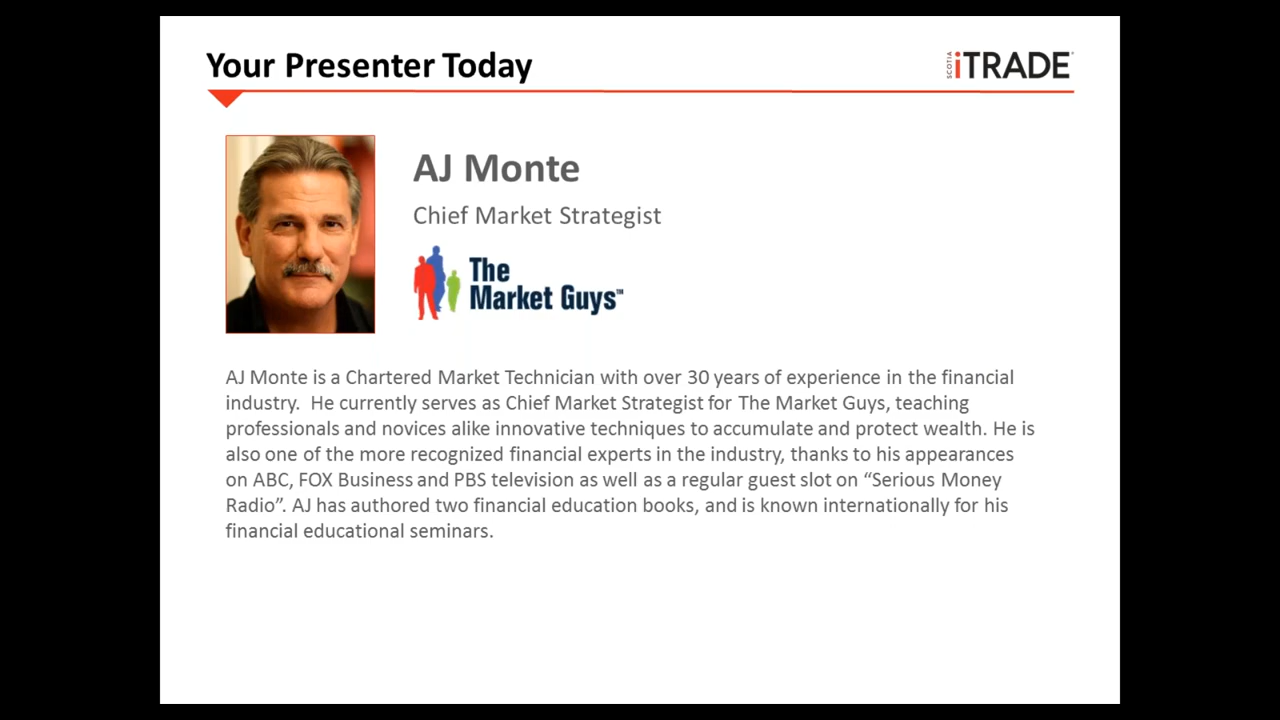 Your Presenter Today
SCOTIA iTRADE®
AJ Monte
Chief Market Strategist
The
Market Guys™
AJ Monte is a Chartered Market Technician with over 30 years of experience in the financial
industry.  He currently serves as Chief Market Strategist for The Market Guys, teaching
professionals and novices alike innovative techniques to accumulate and protect wealth. He is
also one of the more recognized financial experts in the industry, thanks to his appearances
on ABC, FOX Business and PBS television as well as a regular guest slot on “Serious Money
Radio”. AJ has authored two financial education books, and is known internationally for his
financial educational seminars.